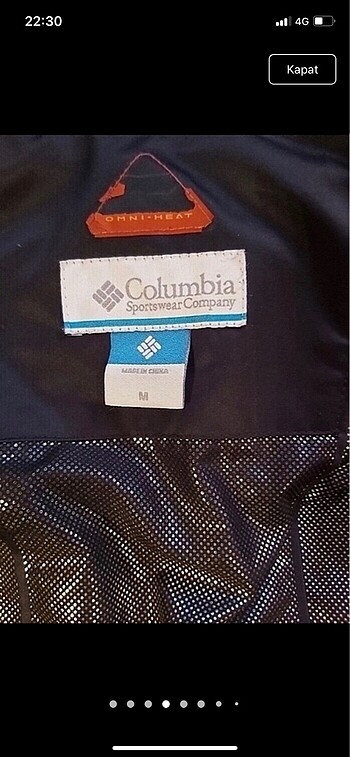 22:30
4G
Kapat
OMNI-HEAT
Columbia
Sportswear Company
MADE IN CHINA
M